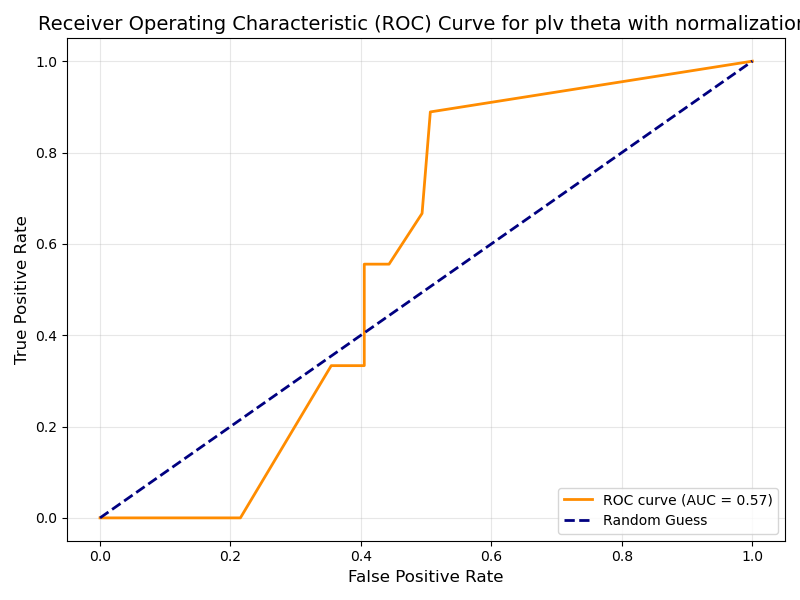 Receiver Operating Characteristic (ROC) Curve for plv theta with normalization
1.0
0.8
0.6
0.4
0.2
0.0
True Positive Rate
0.0 0.2 0.4 0.6 0.8 1.0
False Positive Rate
ROC curve (AUC = 0.57)
Random Guess